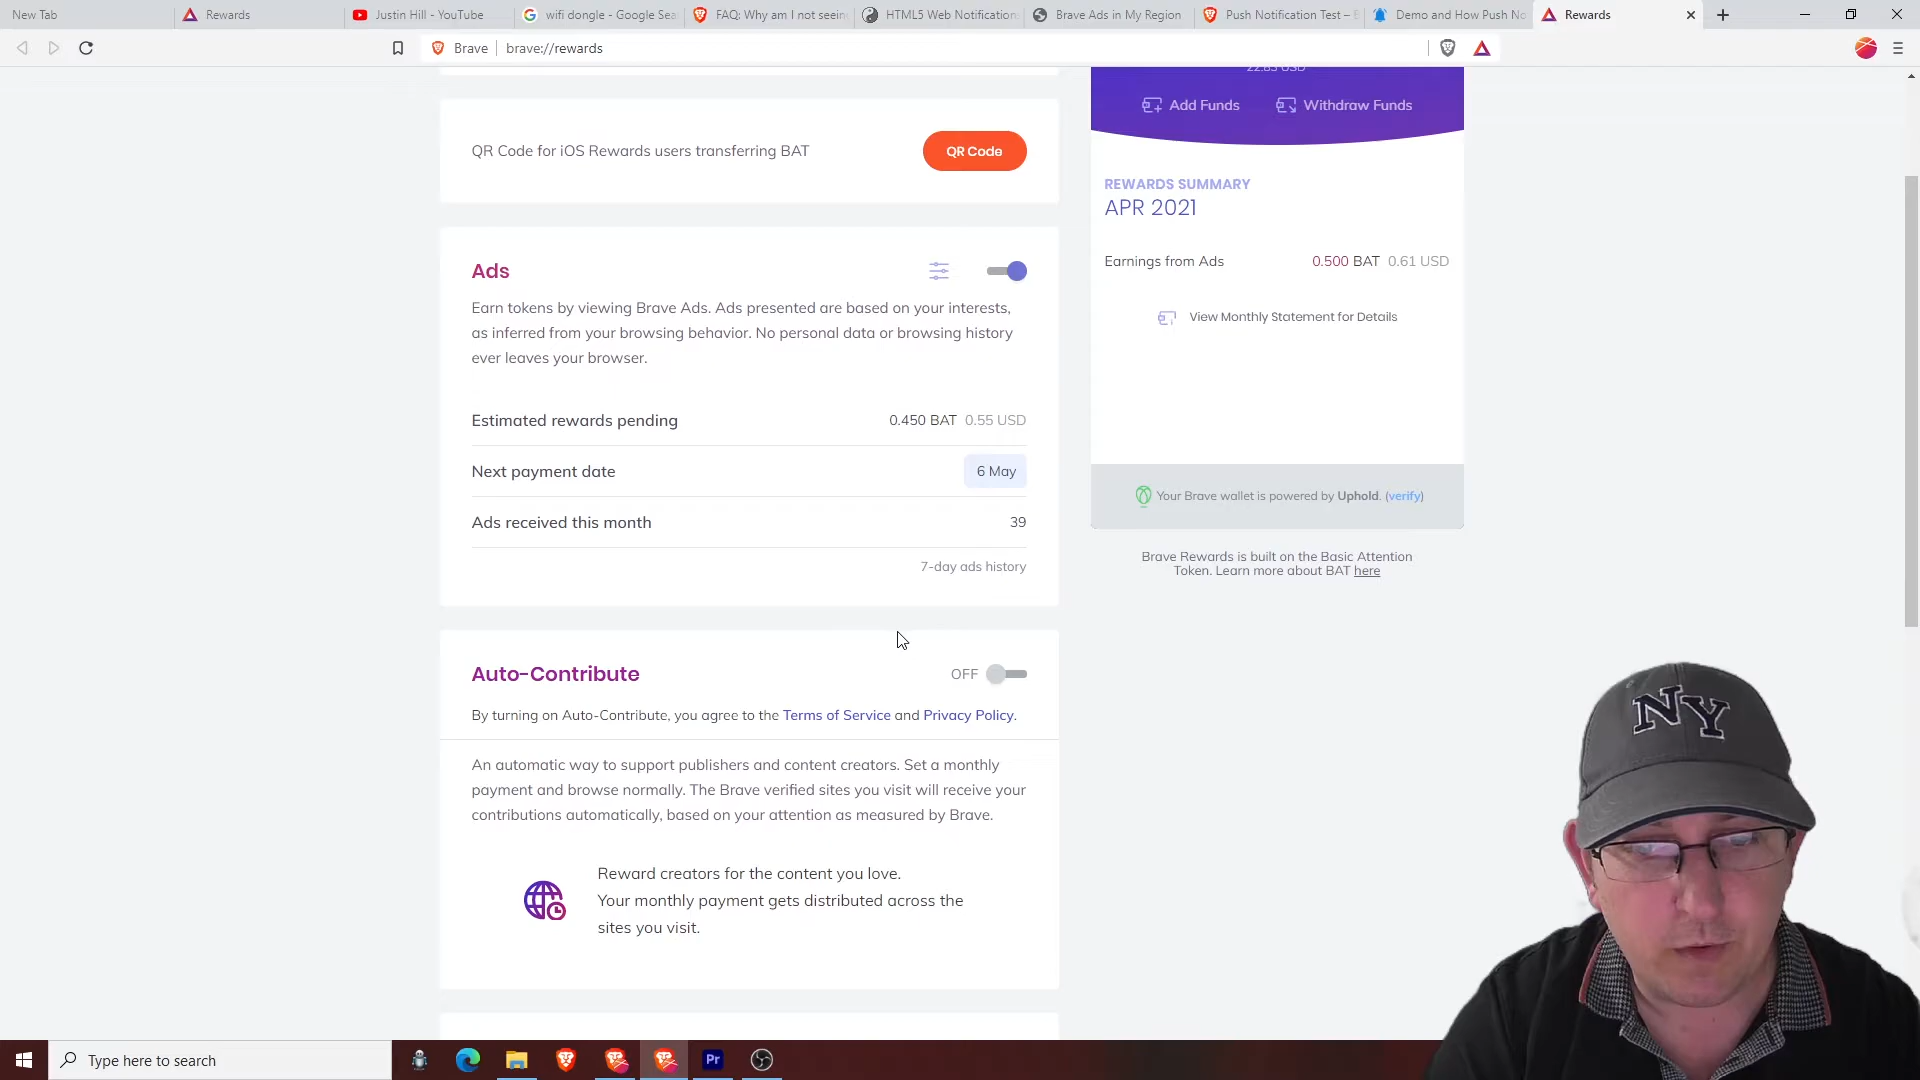 New Tab
Rewards
Justin Hill - YouTube
wifi dongle - Google Sea
FAQ: Why am I not seein
HTML5 Web Notification
Brave Ads in My Region
Push Notification Test –
Demo and How Push No
Rewards
Brave
brave://rewards
22.83 USD
Add Funds
Withdraw Funds
QR Code for iOS Rewards users transferring BAT
QR Code
REWARDS SUMMARY
APR 2021
Earnings from Ads
0.500 BAT 0.61 USD
View Monthly Statement for Details
Ads
Earn tokens by viewing Brave Ads. Ads presented are based on your interests,
as inferred from your browsing behavior. No personal data or browsing history
ever leaves your browser.
Estimated rewards pending
0.450 BAT 0.55 USD
Next payment date
6 May
Ads received this month
39
7-day ads history
Your Brave wallet is powered by Uphold. (verify)
Brave Rewards is built on the Basic Attention
Token. Learn more about BAT here
Auto-Contribute
OFF
By turning on Auto-Contribute, you agree to the Terms of Service and Privacy Policy.
An automatic way to support publishers and content creators. Set a monthly
payment and browse normally. The Brave verified sites you visit will receive your
contributions automatically, based on your attention as measured by Brave.
Reward creators for the content you love.
Your monthly payment gets distributed across the
sites you visit.
NY
Type here to search
Pr